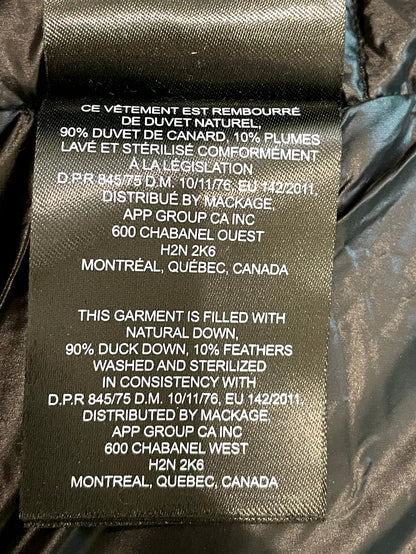 CE VÊTEMENT EST REMBOURRÉ
DE DUVET NATUREL,
90% DUVET DE CANARD, 10% PLUMES
LAVÉ ET STÉRILISÉ COMFORMÉMENT
À LA LÉGISLATION
D.P.R 845/75 D.M. 10/11/76, EU 142/2011.
DISTRIBUÉ BY MACKAGE,
APP GROUP CA INC
600 CHABANEL OUEST
H2N 2K6
MONTRÉAL, QUÉBEC, CANADA
THIS GARMENT IS FILLED WITH
NATURAL DOWN,
90% DUCK DOWN, 10% FEATHERS
WASHED AND STERILIZED
IN CONSISTENCY WITH
D.P.R 845/75 D.M. 10/11/76, EU 142/2011.
DISTRIBUTED BY MACKAGE,
APP GROUP CA INC
600 CHABANEL WEST
H2N 2K6
MONTREAL, QUEBEC, CANADA